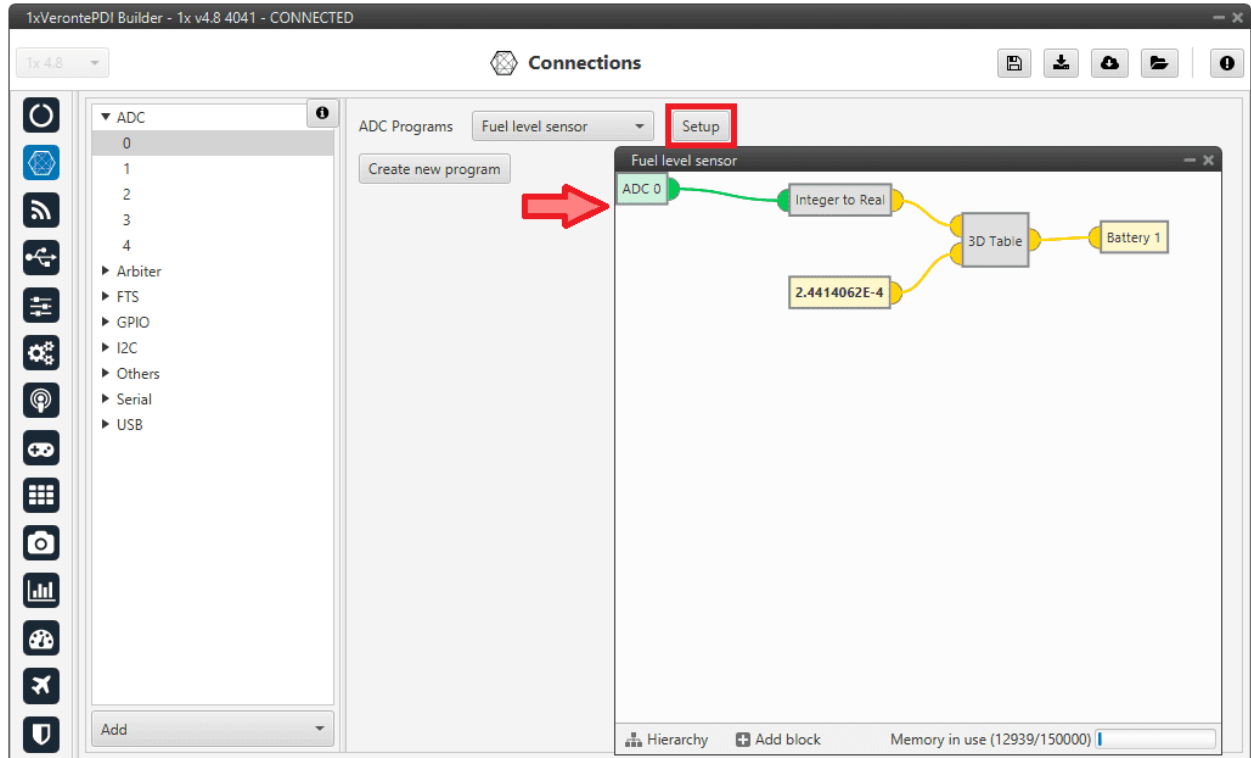 1xVerontePDI Builder - 1x v4.8 4041 - CONNECTED
1x 4.8
Connections
ADC
0
1
2
3
4
Arbiter
FTS
GPIO
I2C
Others
Serial
USB
Add
ADC Programs Fuel level sensor Setup
Create new program
Fuel level sensor
ADC 0
Integer to Real
3D Table
Battery 1
2.4414062E-4
Hierarchy Add block Memory in use (12939/150000)